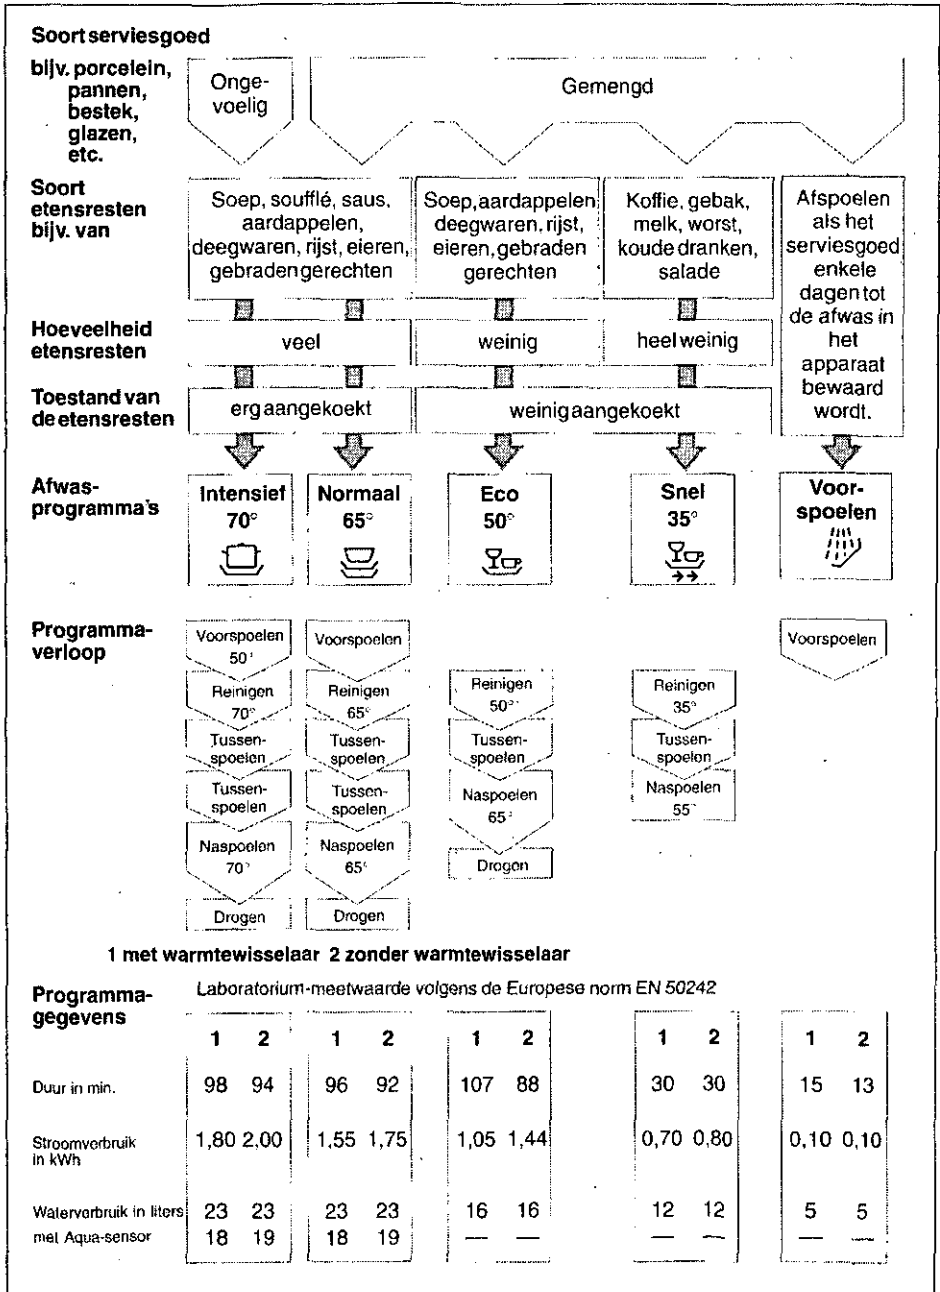 Soort serviesgoed
bijv. porcelein,
pannen,
bestek,
glazen,
etc.
Onge-
voelig
Gemengd
Soort
etensresten
bijv. van
Soep, soufflé, saus,
aardappelen,
deegwaren, rijst, eieren,
gebraden gerechten
Soep, aardappelen
deegwaren, rijst,
eieren, gebraden
gerechten
Koffie, gebak,
melk, worst,
koude dranken,
salade
Afspoelen
als het
serviesgoed
enkele
dagen tot
de afwas in
het
apparaat
bewaard
wordt.
Hoeveelheid
etensresten
veel
weinig
heel weinig
Toestand van
de etensresten
erg aangekoekt
weinig aangekoekt
Afwas-
programma's
Intensief
70°
Normaal
65°
Eco
50°
Snel
35°
Voor-
spoelen
Programma-
verloop
Voorspoelen
50°
Reinigen
70°
Tussen-
spoelen
Tussen-
spoelen
Naspoelen
70°
Drogen
Voorspoelen
Reinigen
65°
Tussen-
spoelen
Tussen-
spoelen
Naspoelen
65°
Drogen
Reinigen
50°
Tussen-
spoelen
Naspoelen
65°
Drogen
Reinigen
35°
Tussen-
spoelen
Naspoelen
55°
Voorspoelen
1 met warmtewisselaar 2 zonder warmtewisselaar
Programma-
gegevens
Laboratorium-meetwaarde volgens de Europese norm EN 50242
1 2 1 2 1 2 1 2 1 2
Duur in min. 98 94 96 92 107 88 30 30 15 13
Stroomverbruik
in kWh
1,80 2,00 1,55 1,75 1,05 1,44 0,70 0,80 0,10 0,10
Waterverbruik in liters 23 23 23 23 16 16 12 12 5 5
met Aqua-sensor 18 19 18 19 — — — — — —